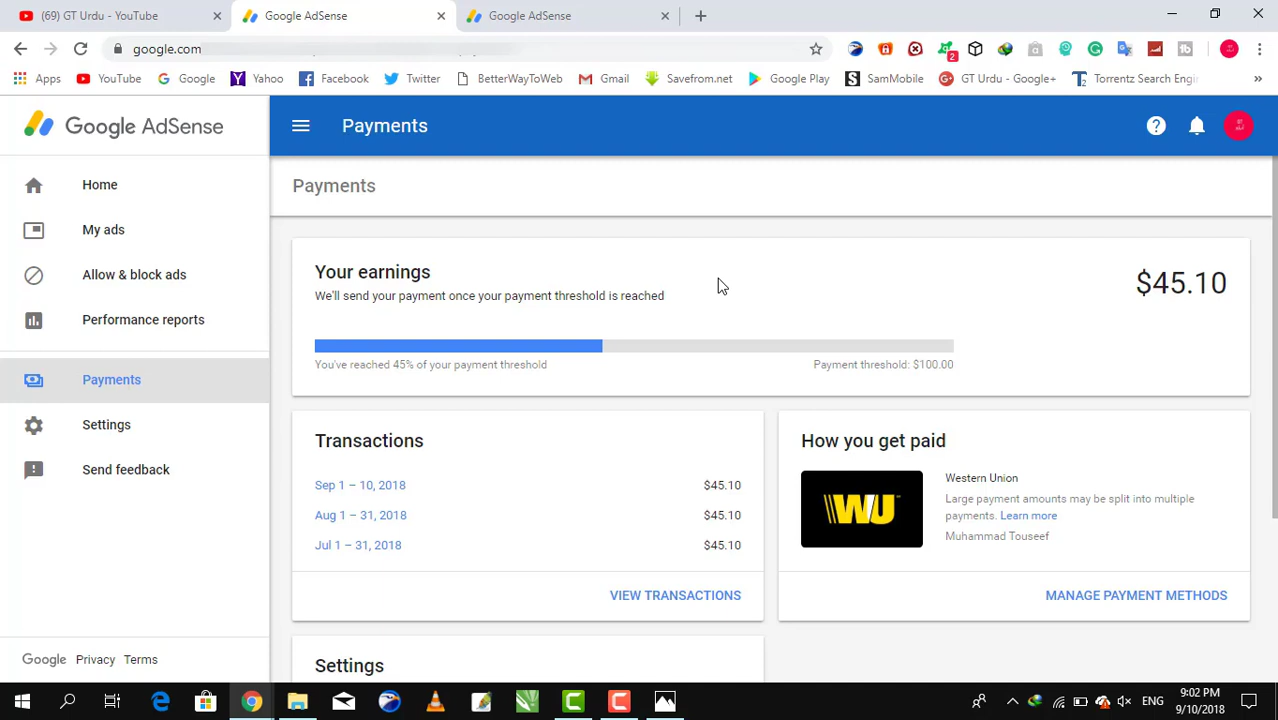 (69) GT Urdu - YouTube
Google AdSense
Google AdSense
google.com
2
Apps
YouTube
Google
Yahoo
Facebook
Twitter
BetterWayToWeb
Gmail
Savefrom.net
Google Play
SamMobile
GT Urdu - Google+
Torrentz Search Engi
Google AdSense
Payments
Home
Payments
My ads
Allow & block ads
Performance reports
Payments
Settings
Send feedback
Your earnings
$45.10
We'll send your payment once your payment threshold is reached
You've reached 45% of your payment threshold
Payment threshold: $100.00
Transactions
Sep 1 – 10, 2018 $45.10
Aug 1 – 31, 2018 $45.10
Jul 1 – 31, 2018 $45.10
VIEW TRANSACTIONS
How you get paid
WU
Western Union
Large payment amounts may be split into multiple
payments. Learn more
Muhammad Touseef
MANAGE PAYMENT METHODS
Settings
Google Privacy Terms
ENG
9:02 PM
9/10/2018